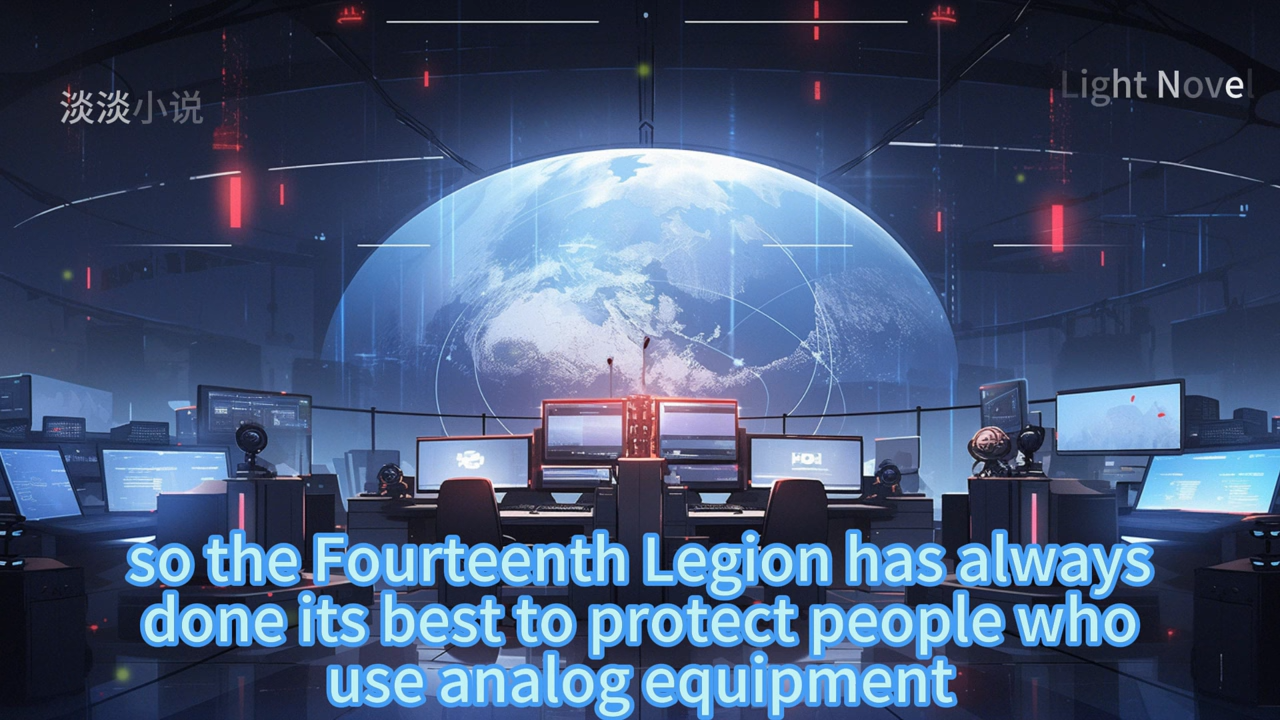 淡淡小说
Light Novel
so the Fourteenth Legion has always
done its best to protect people who
use analog equipment